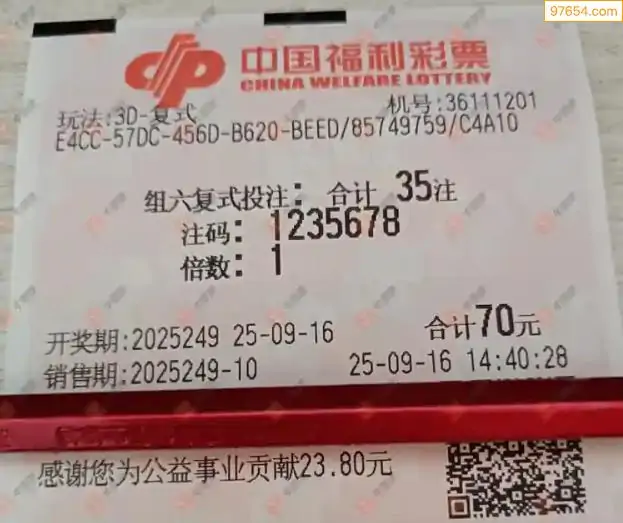 97654.com
中国福利彩票
CHINA WELFARE LOTTERY
玩法:3D-复式 机号:36111201
E4CC-57DC-456D-B620-BEED/85749759/C4A10
组六复式投注: 合计 35注
注码: 1235678
倍数: 1
开奖期:2025249 25-09-16 合计70元
销售期:2025249-10 25-09-16 14:40:28
感谢您为公益事业贡献23.80元